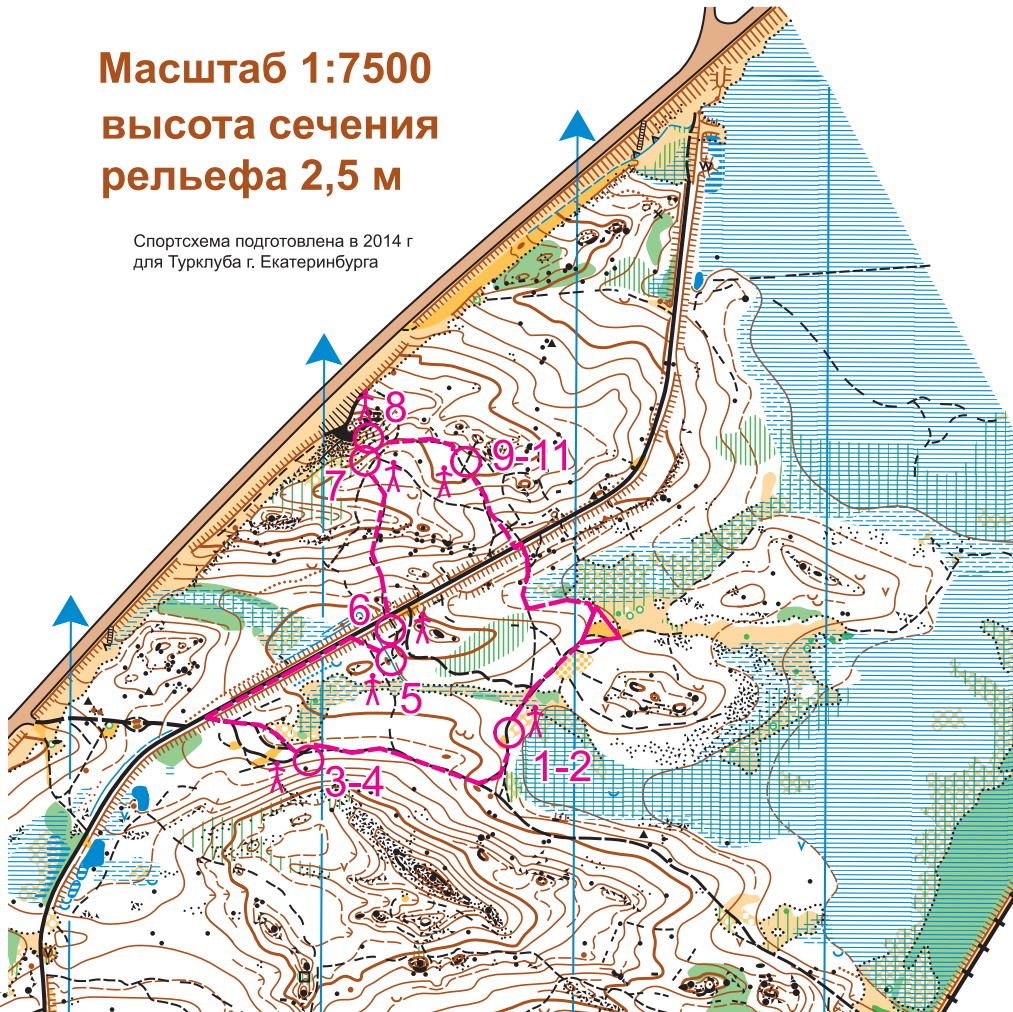 Масштаб 1:7500
высота сечения
рельефа 2,5 м
Спортсхема подготовлена в 2014 г
для Турклуба г. Екатеринбурга
8
9-11
7
6
5
1-2
3-4